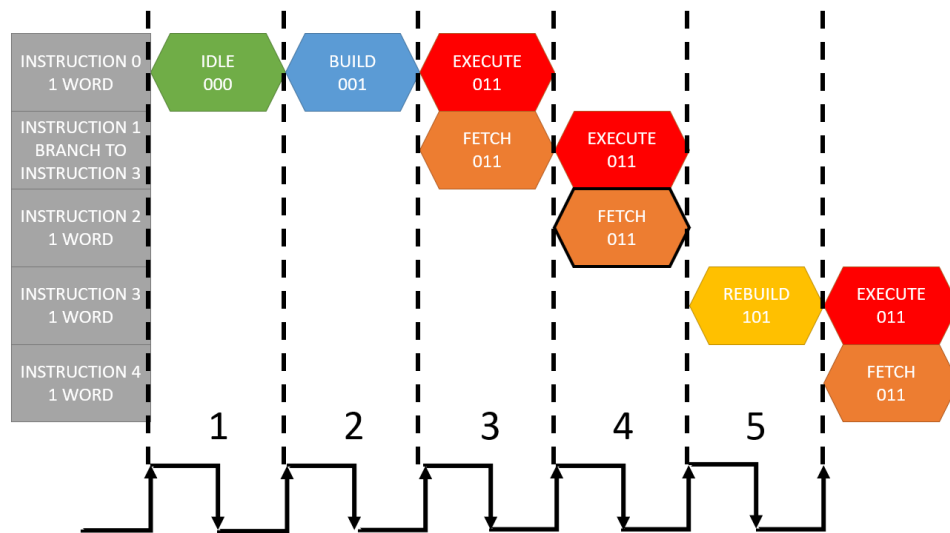 INSTRUCTION 0
1 WORD
IDLE
000
BUILD
001
EXECUTE
011
INSTRUCTION 1
BRANCH TO
INSTRUCTION 3
FETCH
011
EXECUTE
011
INSTRUCTION 2
1 WORD
FETCH
011
INSTRUCTION 3
1 WORD
REBUILD
101
EXECUTE
011
INSTRUCTION 4
1 WORD
FETCH
011
1
2
3
4
5